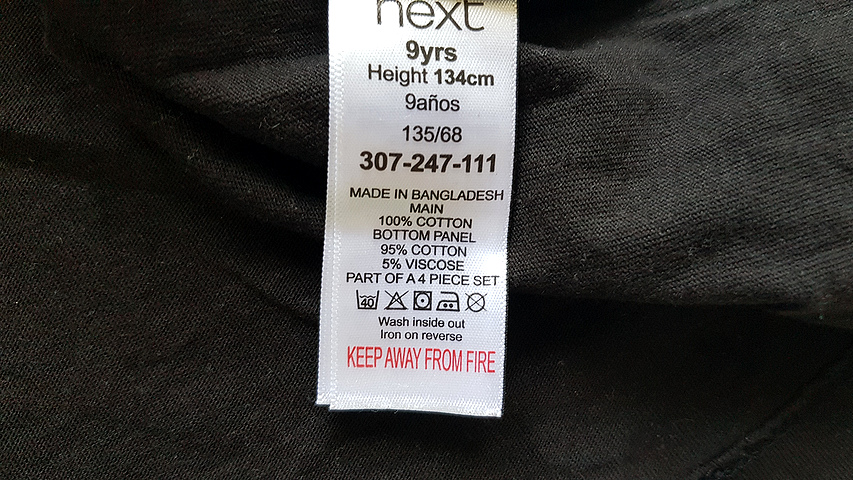 next
9yrs
Height 134cm
9años
135/68
307-247-111
MADE IN BANGLADESH
MAIN
100% COTTON
BOTTOM PANEL
95% COTTON
5% VISCOSE
PART OF A 4 PIECE SET
40
Wash inside out
Iron on reverse
KEEP AWAY FROM FIRE